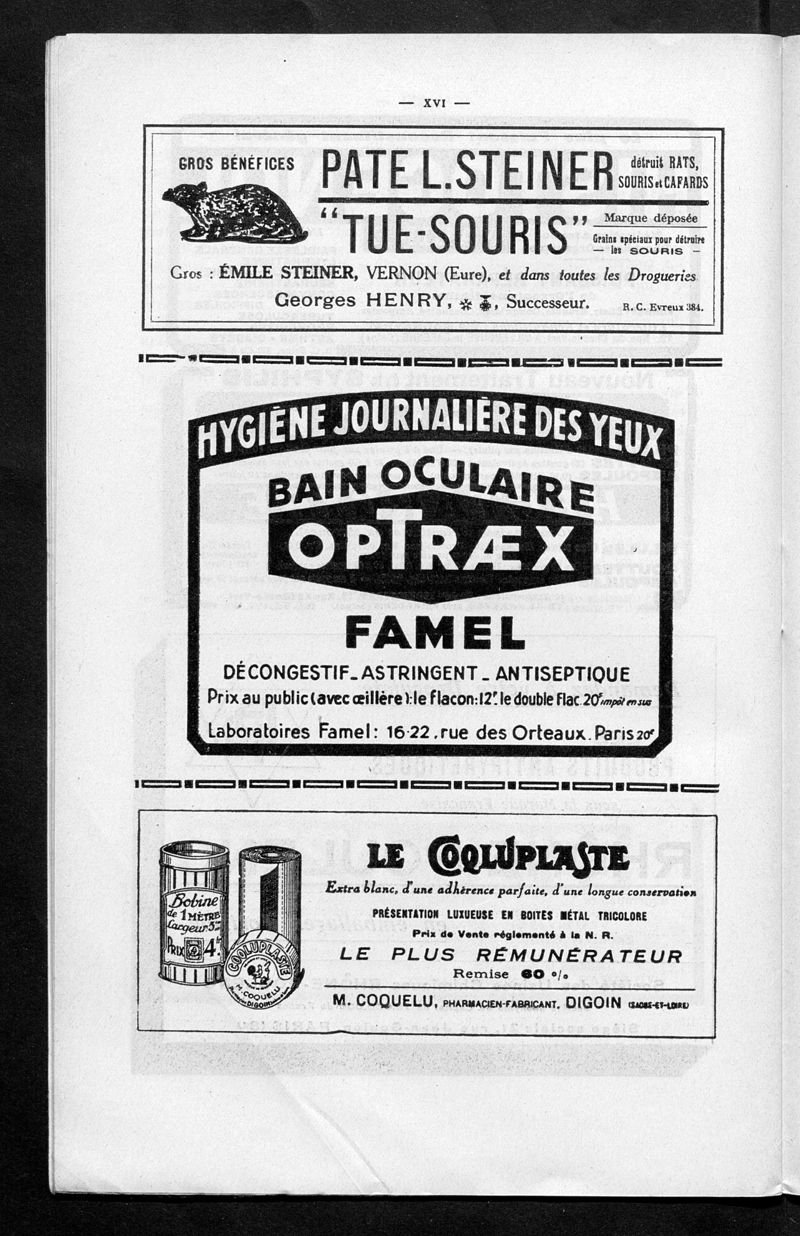 — XVI —
GROS BÉNÉFICES
PATE L. STEINER
détruit RATS,
SOURIS et CAFARDS
"TUE-SOURIS"
Marque déposée
Grains spéciaux pour détruire
— les SOURIS —
Gros : ÉMILE STEINER, VERNON (Eure), et dans toutes les Drogueries
Georges HENRY, Successeur.
R. C. Evreux 384.
HYGIÈNE JOURNALIÈRE DES YEUX
BAIN OCULAIRE
OPTRÆX
FAMEL
DÉCONGESTIF_ASTRINGENT_ANTISEPTIQUE
Prix au public (avec œillère): le flacon: 12F. le double flac. 20F impôt en sus
Laboratoires Famel: 16-22, rue des Orteaux. Paris 20e
LE COQLUPLASTE
Extra blanc, d'une adhérence parfaite, d'une longue conservation
PRÉSENTATION LUXUEUSE EN BOITES MÉTAL TRICOLORE
Prix de Vente réglementé à la N. R.
LE PLUS RÉMUNÉRATEUR
Remise 60 o/o
M. COQUELU, PHARMACIEN-FABRICANT, DIGOIN (SAONE-ET-LOIRE)
Bobine
de 1 MÈTRE
Largeur 5cm
PRIX 4fr
COQLUPLASTE
M. COQUELU
DIGOIN